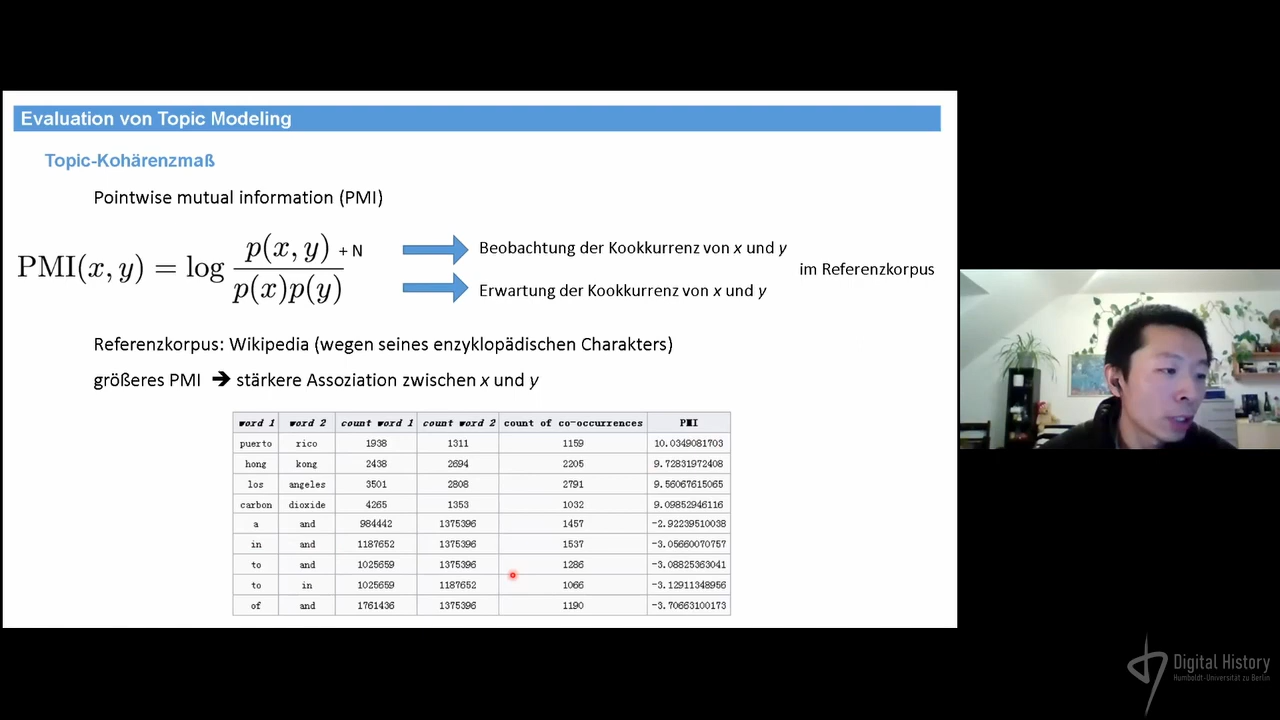 Evaluation von Topic Modeling
Topic-Kohärenzmaß
Pointwise mutual information (PMI)
PMI(x, y) = log p(x, y) + N / p(x)p(y)
Beobachtung der Kookkurrenz von x und y
Erwartung der Kookkurrenz von x und y
im Referenzkorpus
Referenzkorpus: Wikipedia (wegen seines enzyklopädischen Charakters)
größeres PMI ➔ stärkere Assoziation zwischen x und y
word 1 word 2 count word 1 count word 2 count of co-occurrences PMI
puerto rico 1938 1311 1159 10.0349081703
hong kong 2438 2694 2205 9.72831972408
los angeles 3501 2808 2791 9.56067615065
carbon dioxide 4265 1353 1032 9.09852946116
a and 984442 1375396 1457 -2.92239510038
in and 1187652 1375396 1537 -3.05660070757
to and 1025659 1375396 1286 -3.08825363041
to in 1025659 1187652 1066 -3.12911348956
of and 1761436 1375396 1190 -3.70663100173
Digital History
Humboldt-Universität zu Berlin